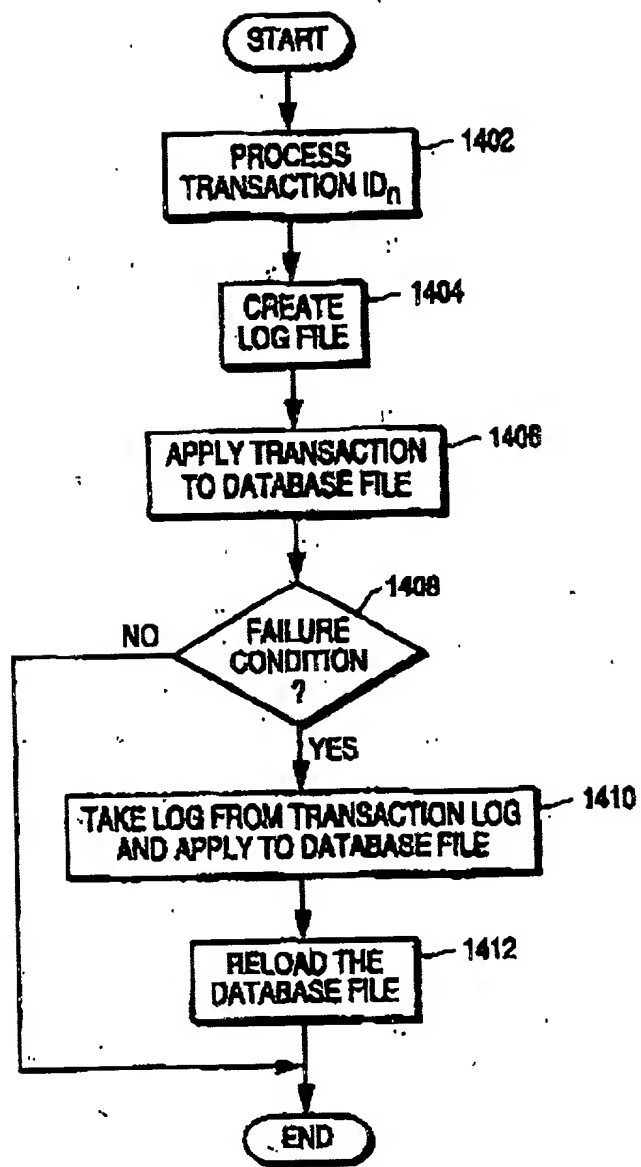 START
PROCESS
TRANSACTION IDn
1402
CREATE
LOG FILE
1404
APPLY TRANSACTION
TO DATABASE FILE
1406
FAILURE
CONDITION
?
1408
NO
YES
TAKE LOG FROM TRANSACTION LOG
AND APPLY TO DATABASE FILE
1410
RELOAD THE
DATABASE FILE
1412
END